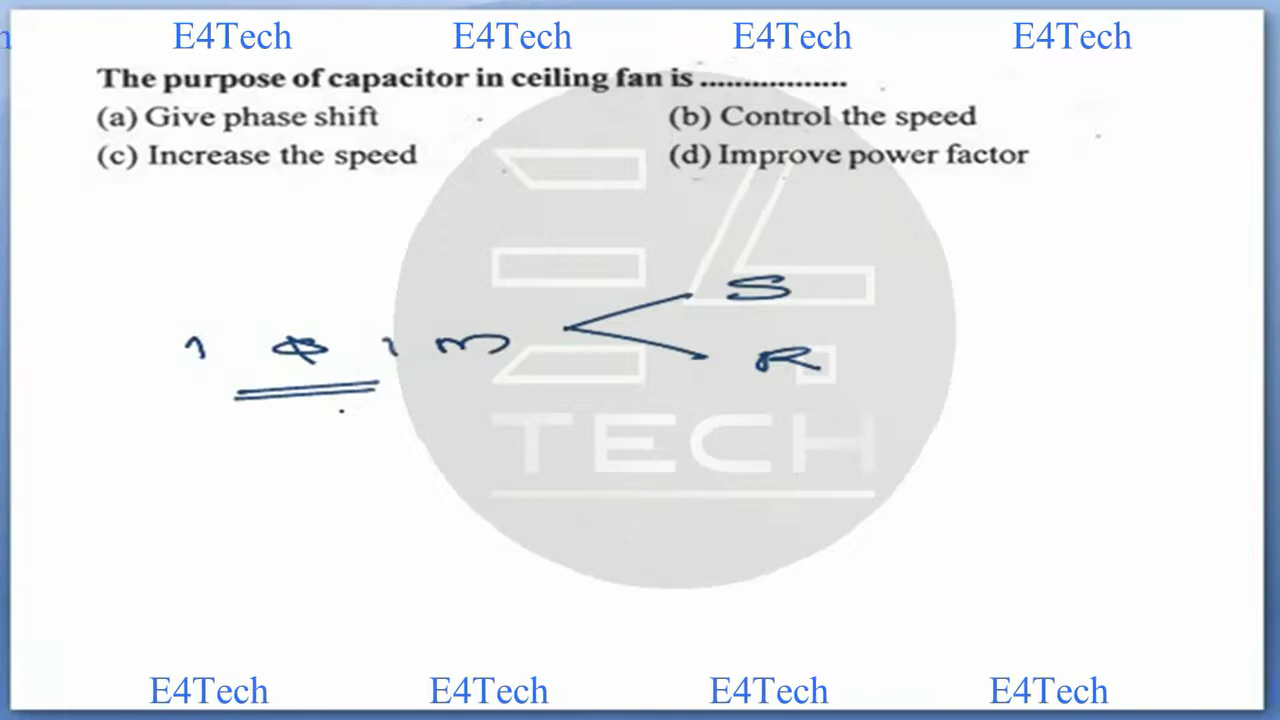 E4Tech E4Tech E4Tech E4Tech
The purpose of capacitor in ceiling fan is ..................
(a) Give phase shift (b) Control the speed
(c) Increase the speed (d) Improve power factor
S
1 ϕ 1 m R
TECH
E4Tech E4Tech E4Tech E4Tech